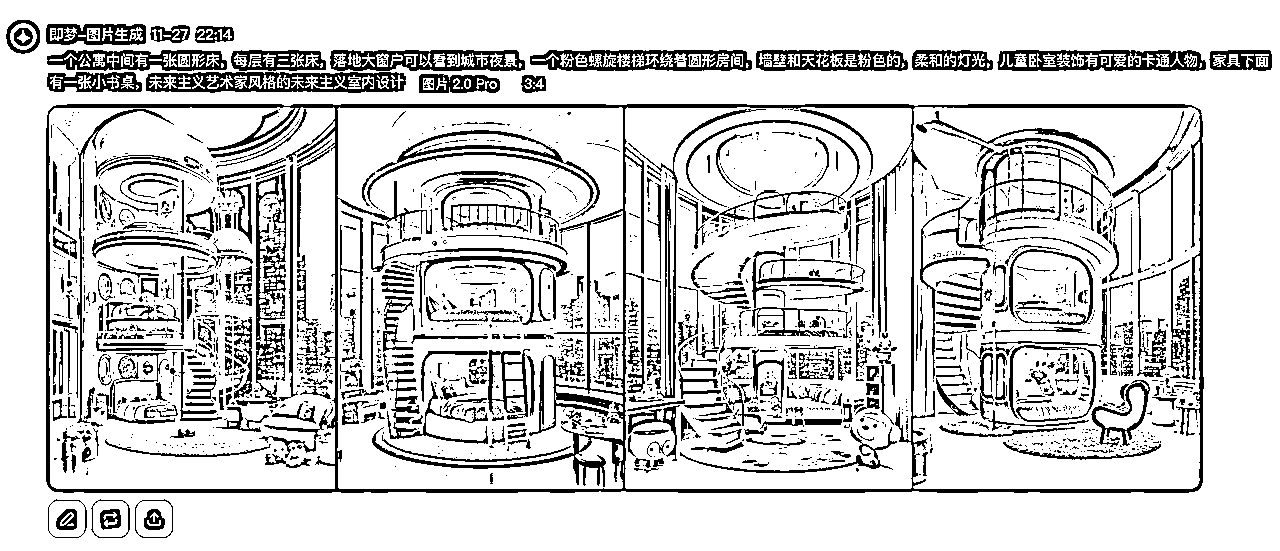 即梦-图片生成 11-27 22:14
一个公寓中间有一张圆形床，每层有三张床，落地大窗户可以看到城市夜景，一个粉色螺旋楼梯环绕着圆形房间，墙壁和天花板是粉色的，柔和的灯光，儿童卧室装饰有可爱的卡通人物，家具下面
有一张小书桌，未来主义艺术家风格的未来主义室内设计 图片 2.0 Pro 3:4